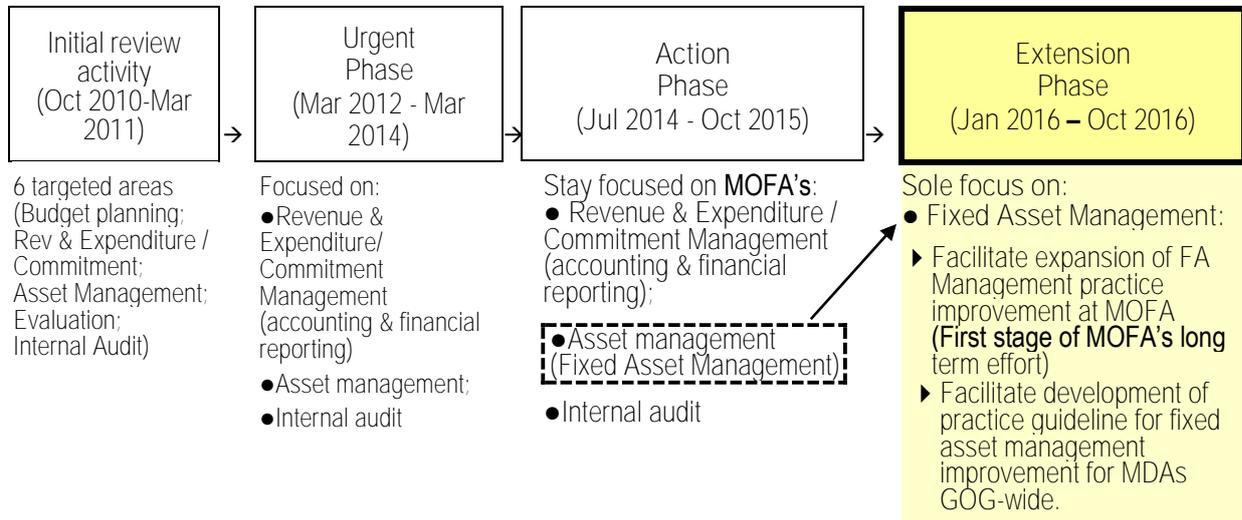 Initial review
activity
(Oct 2010-Mar
2011)
→
Urgent
Phase
(Mar 2012 - Mar
2014)
→
Action
Phase
(Jul 2014 - Oct 2015)
→
Extension
Phase
(Jan 2016 – Oct 2016)
6 targeted areas
(Budget planning;
Rev & Expenditure /
Commitment;
Asset Management;
Evaluation;
Internal Audit)
Focused on:
●Revenue &
Expenditure/
Commitment
Management
(accounting & financial
reporting)
●Asset management;
●Internal audit
Stay focused on MOFA's:
● Revenue & Expenditure /
Commitment Management
(accounting & financial
reporting);
●Asset management
(Fixed Asset Management)
●Internal audit
Sole focus on:
● Fixed Asset Management:
Facilitate expansion of FA
Management practice
improvement at MOFA
(First stage of MOFA's long
term effort)
Facilitate development of
practice guideline for fixed
asset management
improvement for MDAs
GOG-wide.